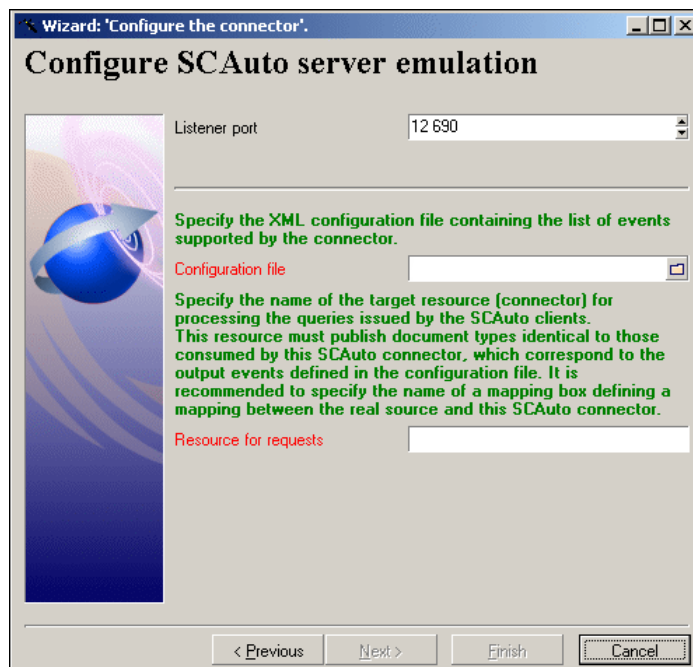 Wizard: 'Configure the connector'.
Configure SCAuto server emulation
Listener port
12 690
Specify the XML configuration file containing the list of events
supported by the connector.
Configuration file
Specify the name of the target resource (connector) for
processing the queries issued by the SCAuto clients.
This resource must publish document types identical to those
consumed by this SCAuto connector, which correspond to the
output events defined in the configuration file. It is
recommended to specify the name of a mapping box defining a
mapping between the real source and this SCAuto connector.
Resource for requests
< Previous
Next >
Finish
Cancel